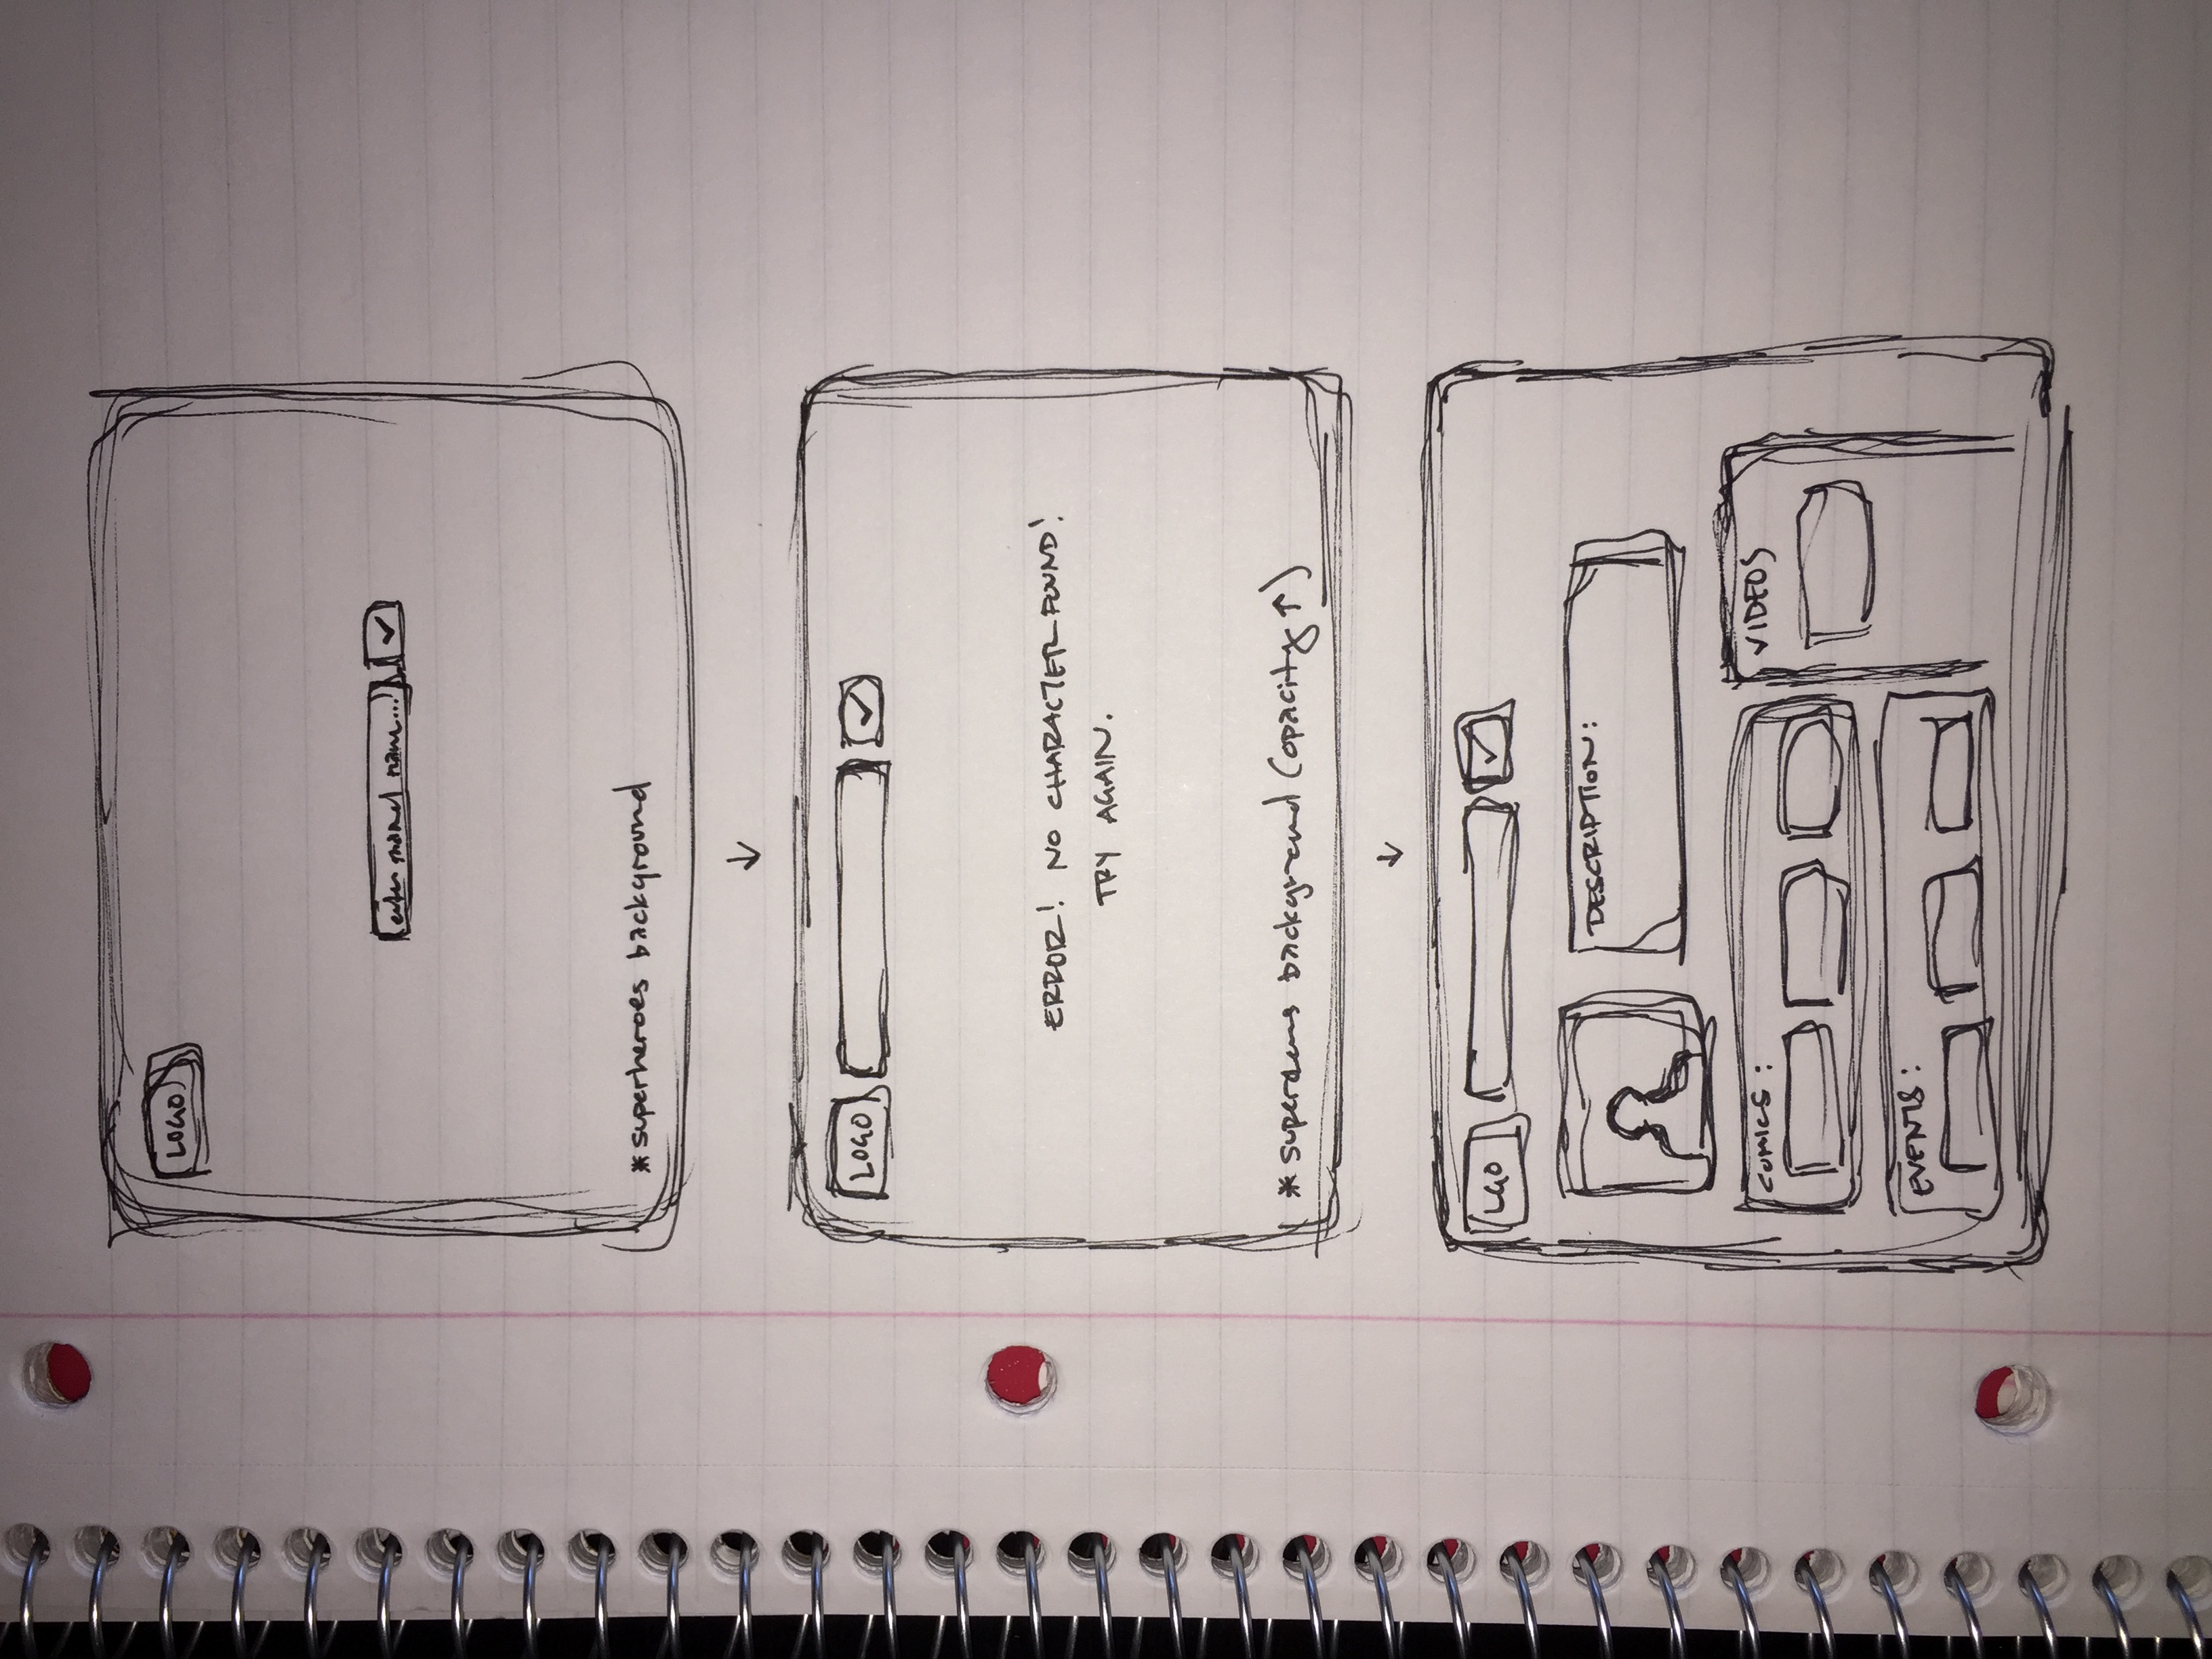 LOGO
enter marvel name...
*superheroes background
LOGO
ERROR! NO CHARACTER FOUND!
TRY AGAIN.
* background (opacity ↑)
LGO
DESCRIPTION:
COMICS:
VIDEOS
EVENTS: